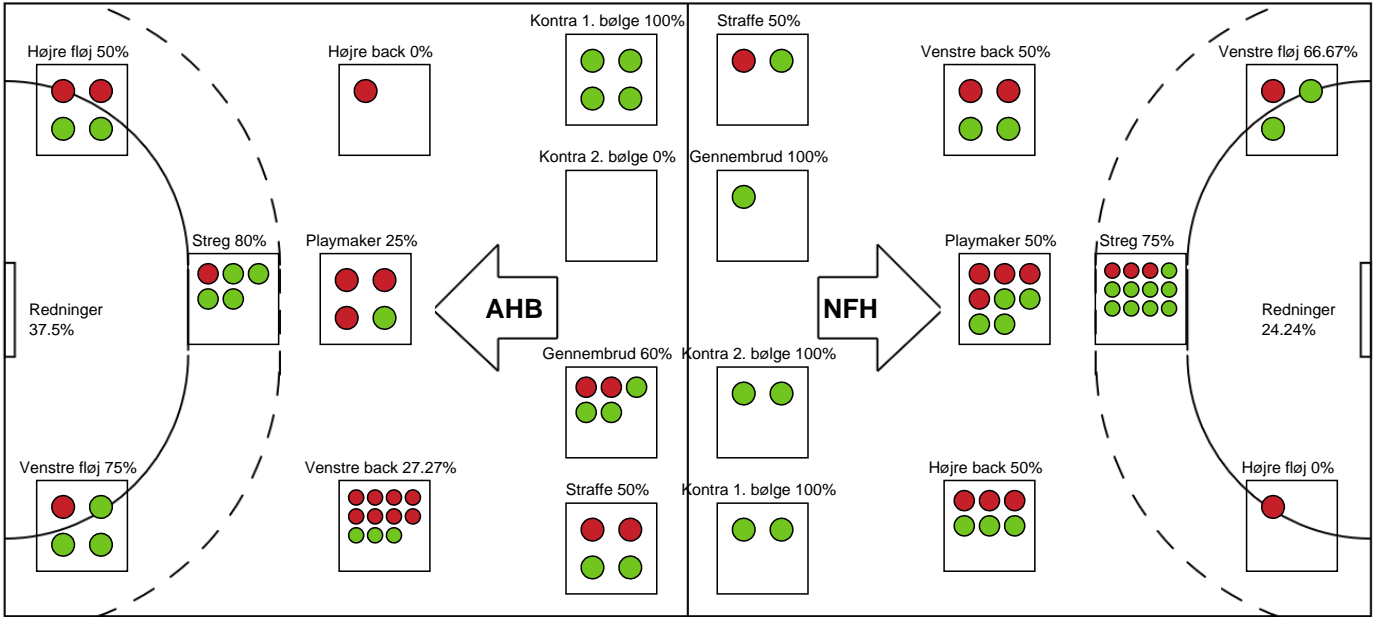 Kontra 1. bølge 100%
Straffe 50%
Højre fløj 50%
Højre back 0%
Venstre back 50%
Venstre fløj 66.67%
Kontra 2. bølge 0%
Gennembrud 100%
Streg 80%
Playmaker 25%
Playmaker 50%
Streg 75%
Redninger
37.5%
AHB
NFH
Redninger
24.24%
Gennembrud 60%
Kontra 2. bølge 100%
Venstre fløj 75%
Venstre back 27.27%
Straffe 50%
Kontra 1. bølge 100%
Højre back 50%
Højre fløj 0%